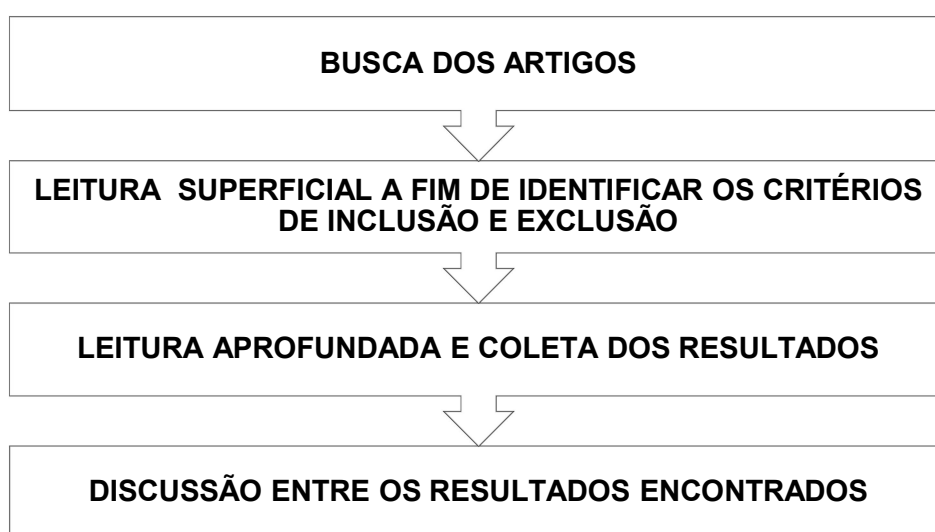 BUSCA DOS ARTIGOS
LEITURA SUPERFICIAL A FIM DE IDENTIFICAR OS CRITÉRIOS
DE INCLUSÃO E EXCLUSÃO
LEITURA APROFUNDADA E COLETA DOS RESULTADOS
DISCUSSÃO ENTRE OS RESULTADOS ENCONTRADOS